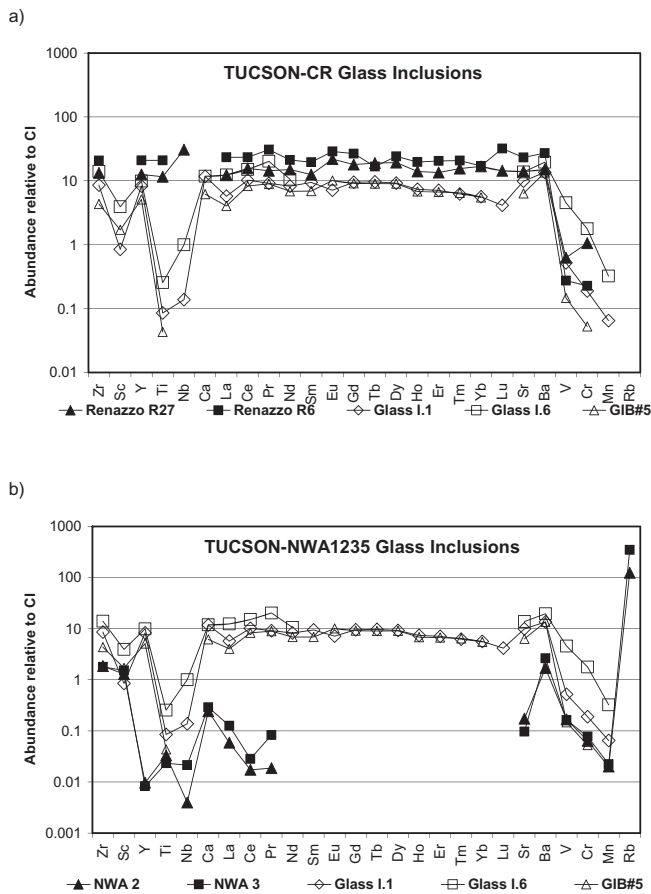 a)
TUCSON-CR Glass Inclusions
Abundance relative to CI
1000
100
10
1
0.1
0.01
Zr Sc Y Ti Nb Ca La Ce Pr Nd Sm Eu Gd Tb Dy Ho Er Tm Yb Lu Sr Ba V Cr Mn Rb
Renazzo R27 Renazzo R6 Glass I.1 Glass I.6 GIB#5
b)
TUCSON-NWA1235 Glass Inclusions
Abundance relative to CI
1000
100
10
1
0.1
0.01
0.001
Zr Sc Y Ti Nb Ca La Ce Pr Nd Sm Eu Gd Tb Dy Ho Er Tm Yb Lu Sr Ba V Cr Mn Rb
NWA 2 NWA 3 Glass I.1 Glass I.6 GIB#5